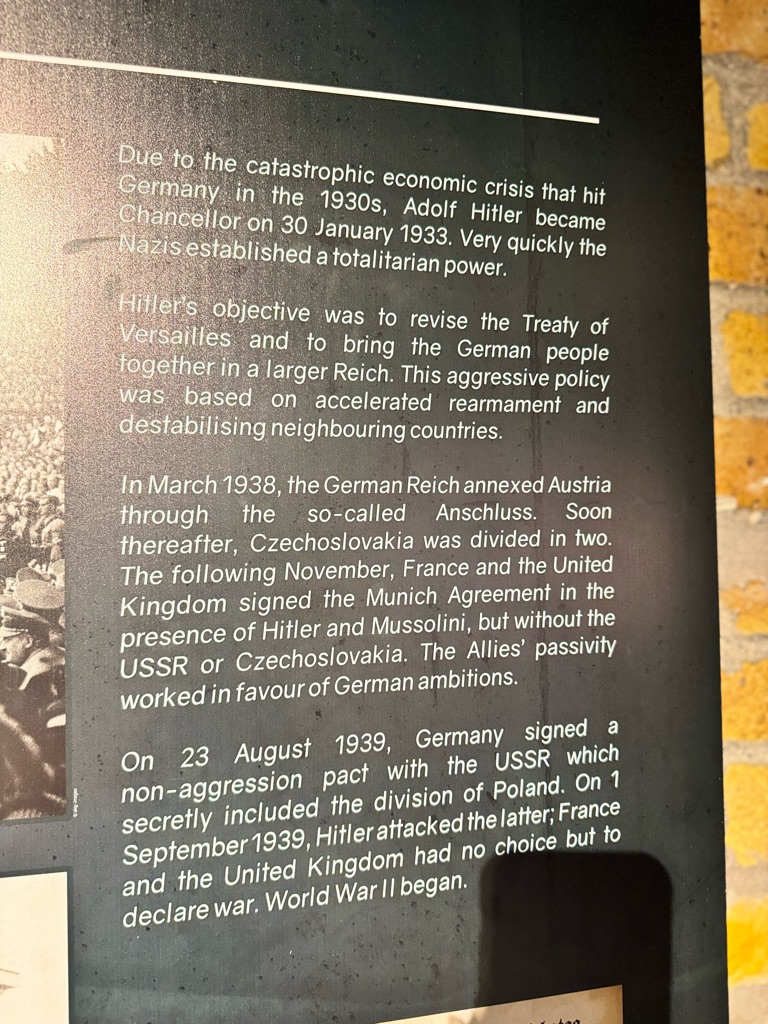 Due to the catastrophic economic crisis that hit
Germany in the 1930s, Adolf Hitler became
Chancellor on 30 January 1933. Very quickly the
Nazis established a totalitarian power.
Hitler's objective was to revise the Treaty of
Versailles and to bring the German people
together in a larger Reich. This aggressive policy
was based on accelerated rearmament and
destabilising neighbouring countries.
In March 1938, the German Reich annexed Austria
through the so-called Anschluss. Soon
thereafter, Czechoslovakia was divided in two.
The following November, France and the United
Kingdom signed the Munich Agreement in the
presence of Hitler and Mussolini, but without the
USSR or Czechoslovakia. The Allies' passivity
worked in favour of German ambitions.
On 23 August 1939, Germany signed a
non-aggression pact with the USSR which
secretly included the division of Poland. On 1
September 1939, Hitler attacked the latter; France
and the United Kingdom had no choice but to
declare war. World War II began.